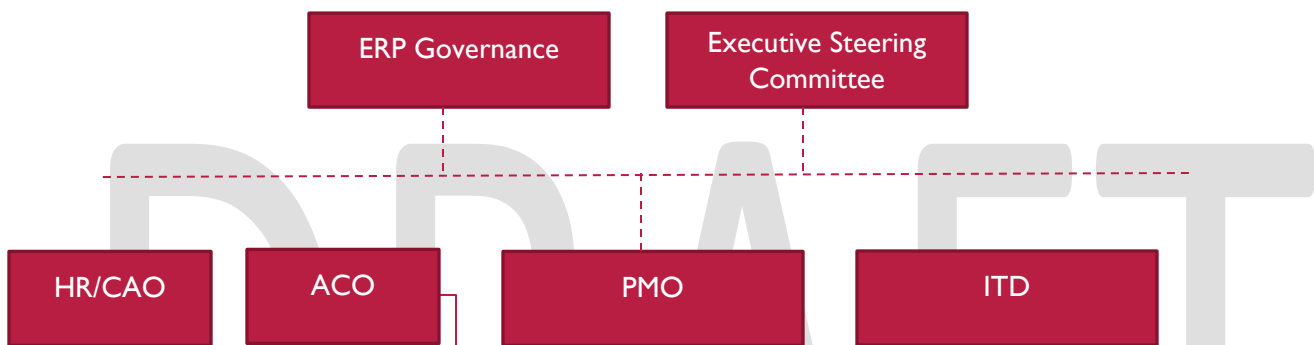 ERP Governance
Executive Steering
Committee
HR/CAO
ACO
PMO
ITD
DRAFT